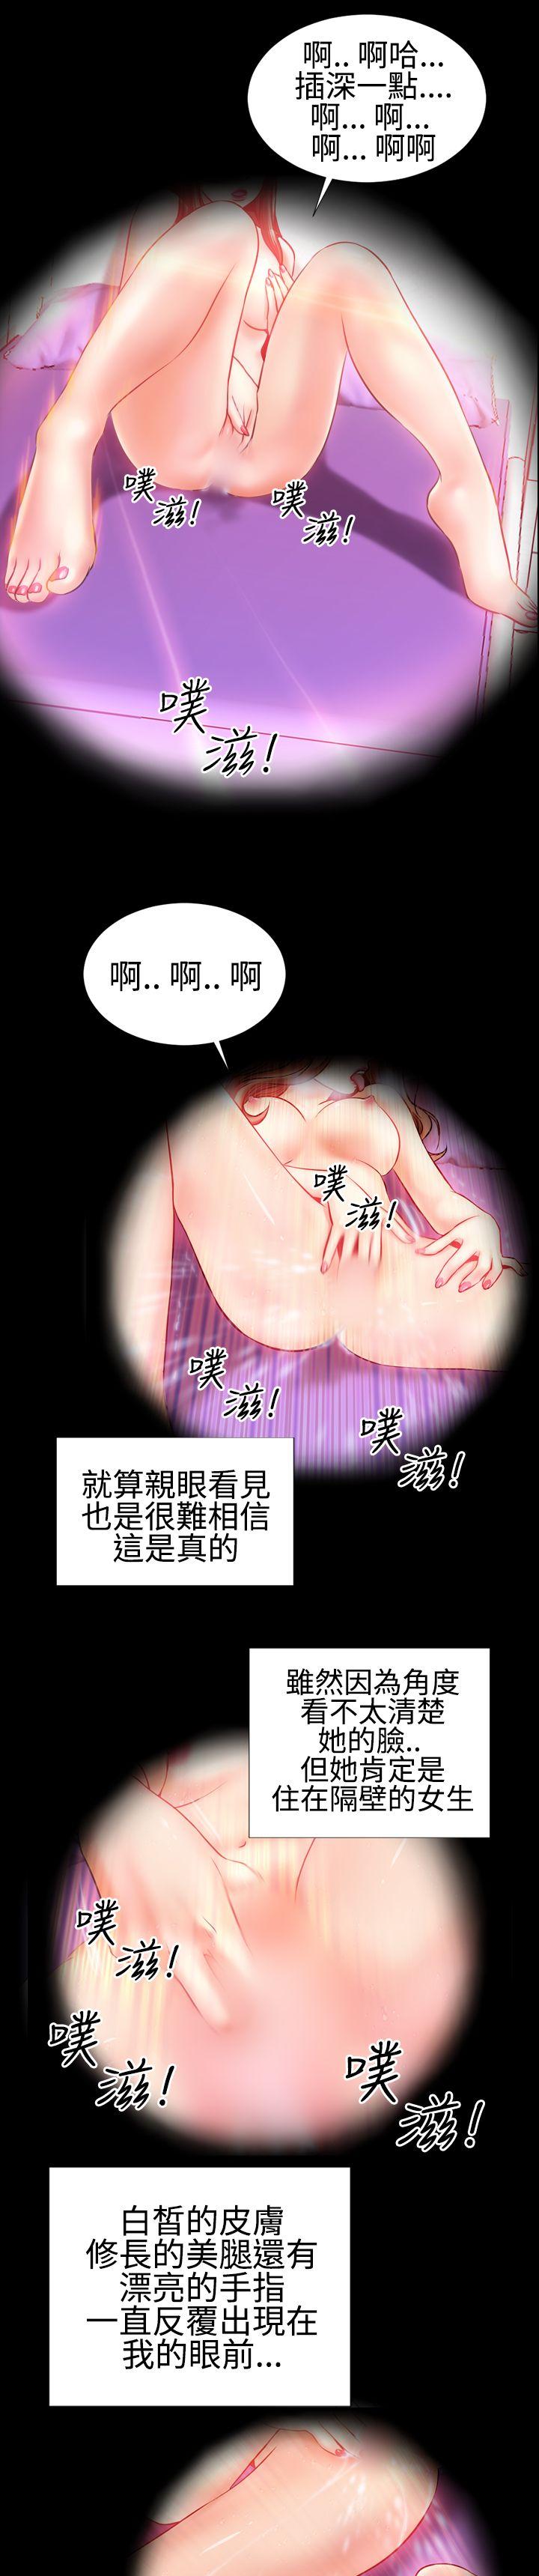 啊.. 啊哈...
插深一點....
啊... 啊...
啊... 啊啊
噗
滋!
噗
滋!
噗
滋!
啊.. 啊.. 啊
噗
滋!
噗
滋!
噗
滋!
就算親眼看見
也是很難相信
這是真的
雖然因為角度
看不太清楚
她的臉..
但她肯定是
住在隔壁的女生
噗
滋!
噗
滋!
噗
滋!
白皙的皮膚
修長的美腿還有
漂亮的手指
一直反覆出現在
我的眼前...